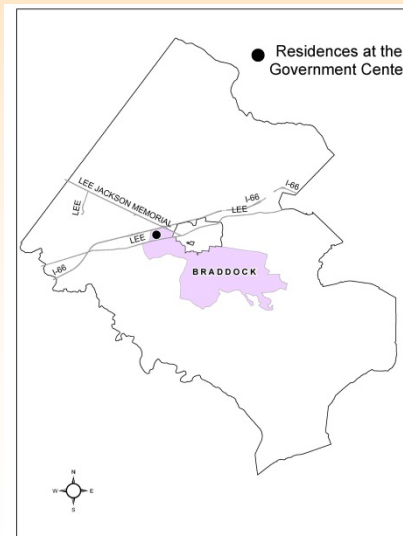 Residences at the
Government Cente
I-66
I-66
LEE JACKSON MEMORIAL
LEE
LEE
LEE
I-66
BRADDOCK
N
W E
S